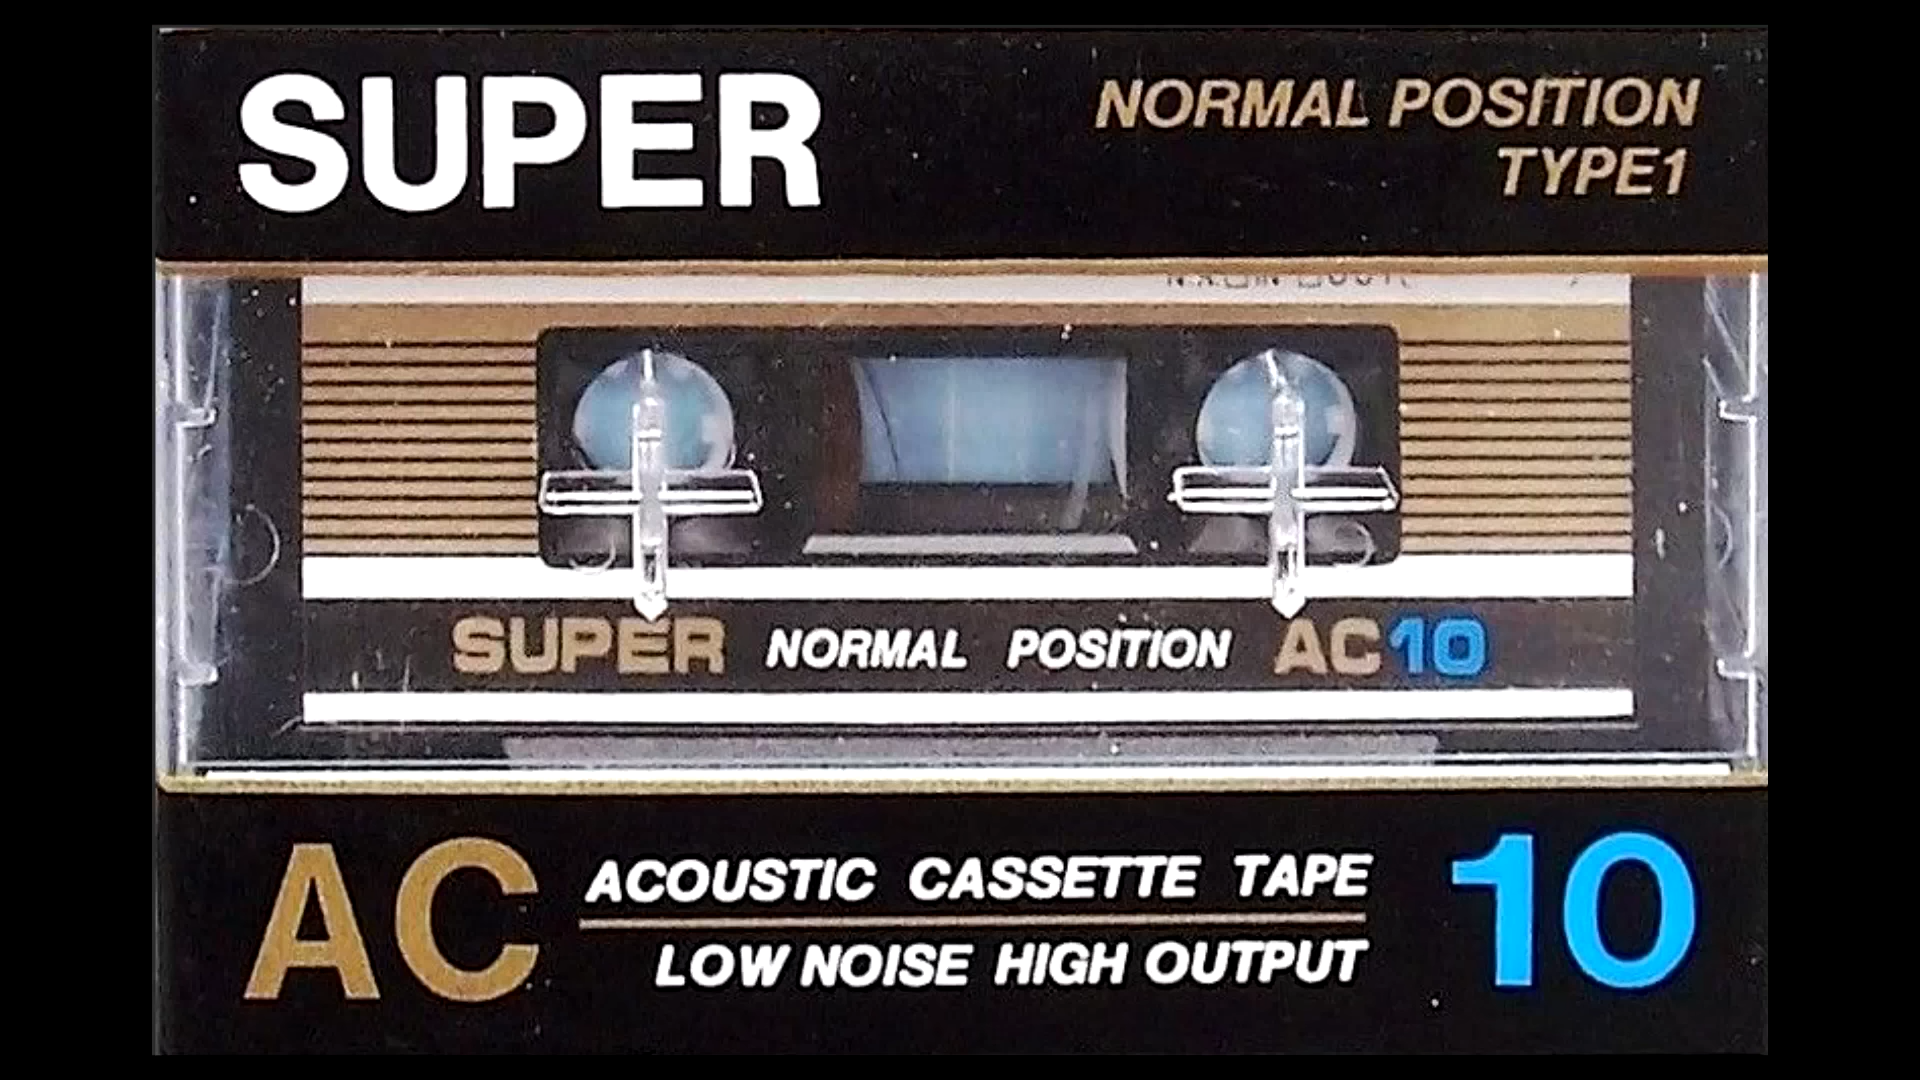 SUPER
NORMAL POSITION
TYPE1
SUPER NORMAL POSITION AC10
AC
ACOUSTIC CASSETTE TAPE
LOW NOISE HIGH OUTPUT
10